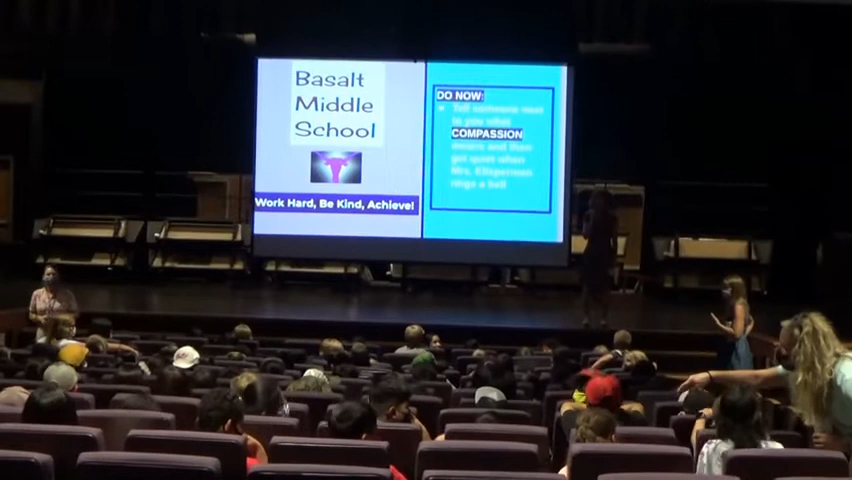 Basalt
Middle
School
Work Hard, Be Kind, Achieve!
DO NOW:
Tell someone next
to you what
COMPASSION
means and then
get quiet when
Mrs.
rings a bell